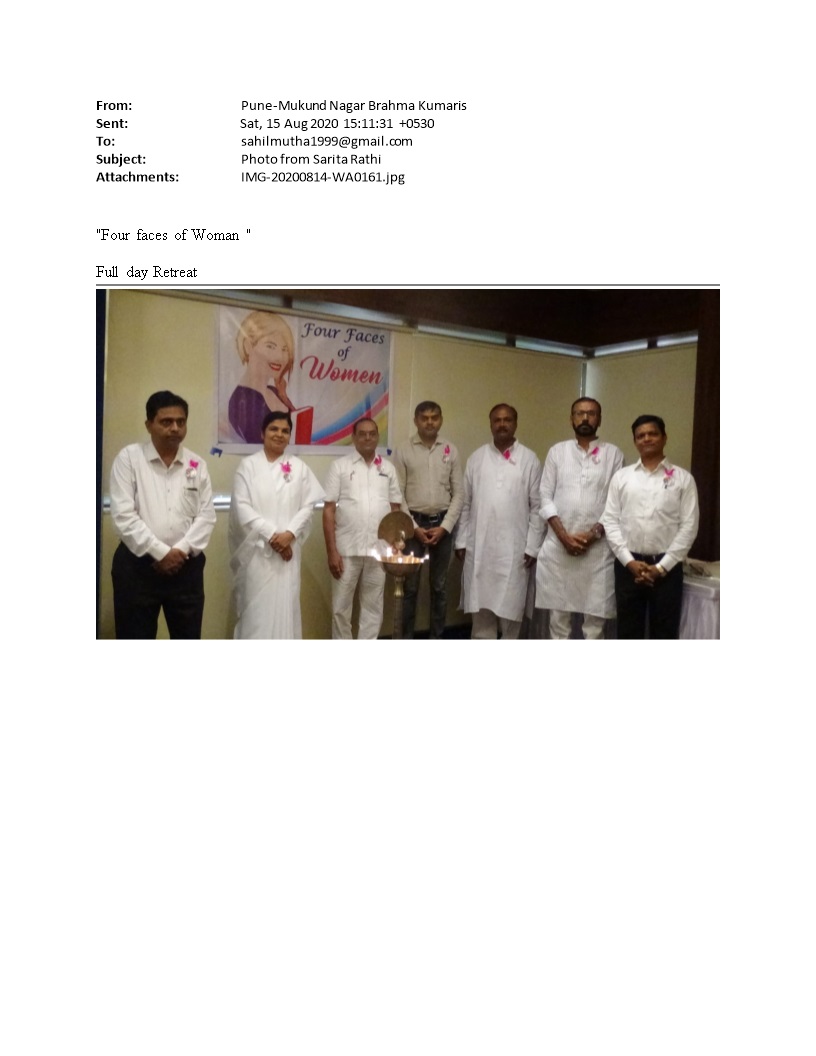 From: Pune-Mukund Nagar Brahma Kumaris
Sent: Sat, 15 Aug 2020 15:11:31 +0530
To: sahilmutha1999@gmail.com
Subject: Photo from Sarita Rathi
Attachments: IMG-20200814-WA0161.jpg
"Four faces of Woman "
Full day Retreat
Four Faces
of
Women